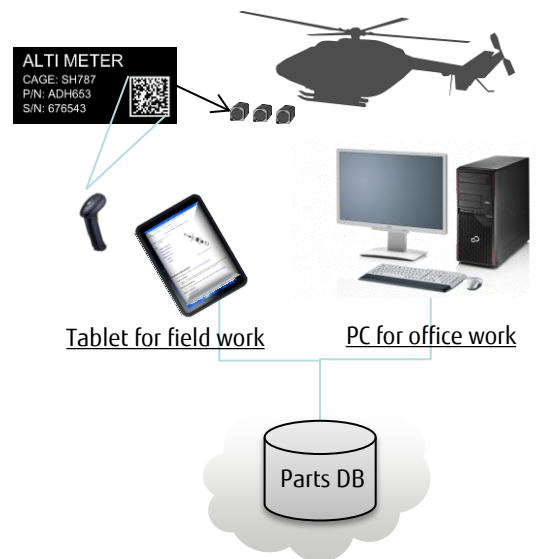 ALTI METER
CAGE: SH787
P/N: ADH653
S/N: 676543
Tablet for field work
PC for office work
Parts DB